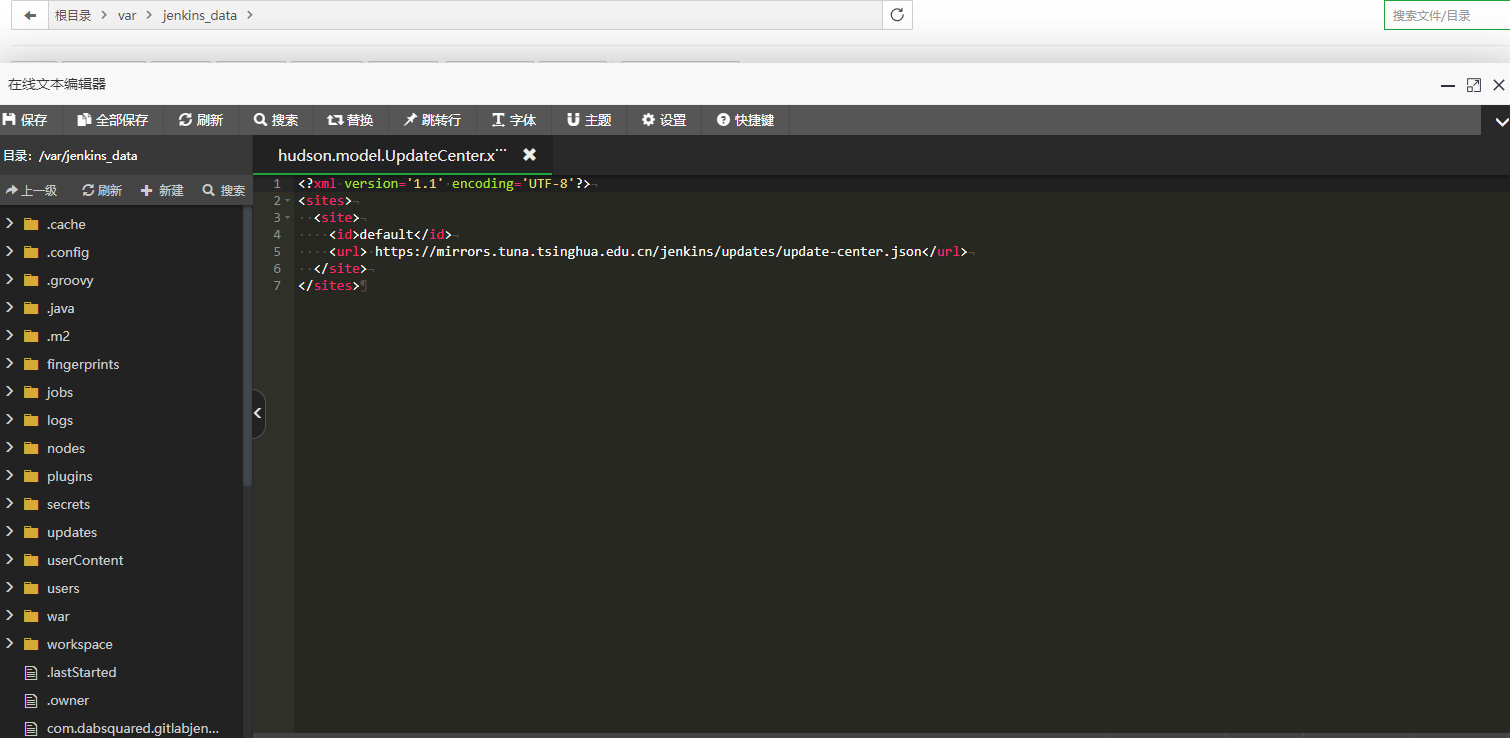 根目录 var jenkins_data
搜索文件/目录
在线文本编辑器
保存 全部保存 刷新 搜索 替换 跳转行 字体 主题 设置 快捷键
目录: /var/jenkins_data
hudson.model.UpdateCenter.x...
上一级 刷新 新建 搜索
1 <?xml version='1.1' encoding='UTF-8'?>
2 <sites>
3 <site>
4 <id>default</id>
5 <url> https://mirrors.tuna.tsinghua.edu.cn/jenkins/updates/update-center.json</url>
6 </site>
7 </sites>
.cache
.config
.groovy
.java
.m2
fingerprints
jobs
logs
nodes
plugins
secrets
updates
userContent
users
war
workspace
.lastStarted
.owner
com.dabsquared.gitlabjen...